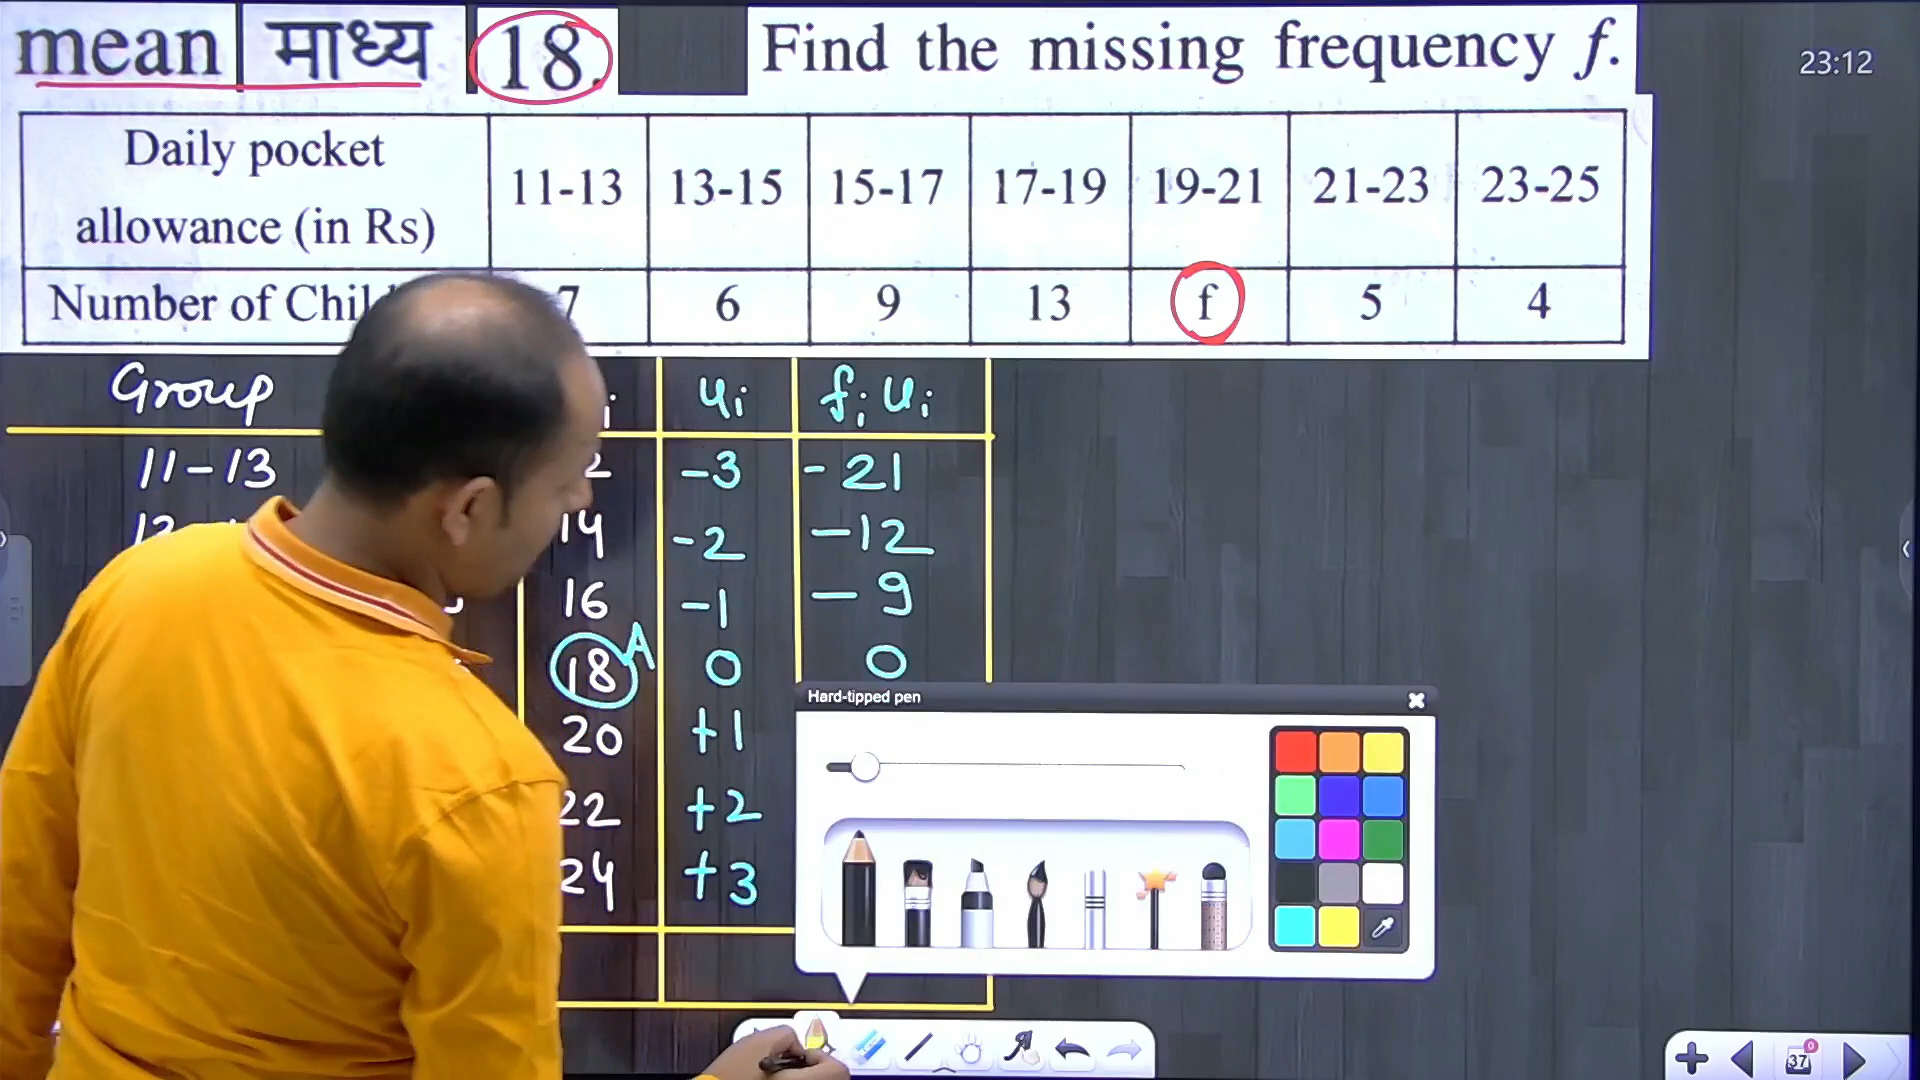 mean माध्य 18. Find the missing frequency f.
23:12
Daily pocket allowance (in Rs) 11-13 13-15 15-17 17-19 19-21 21-23 23-25
Number of 7 6 9 13 f 5 4
Group i ui fiui
11-13 2 -3 -21
14 -2 -12
16 -1 -9
18 A 0 0
20 +1
22 +2
24 +3
Hard-tipped pen
37
0